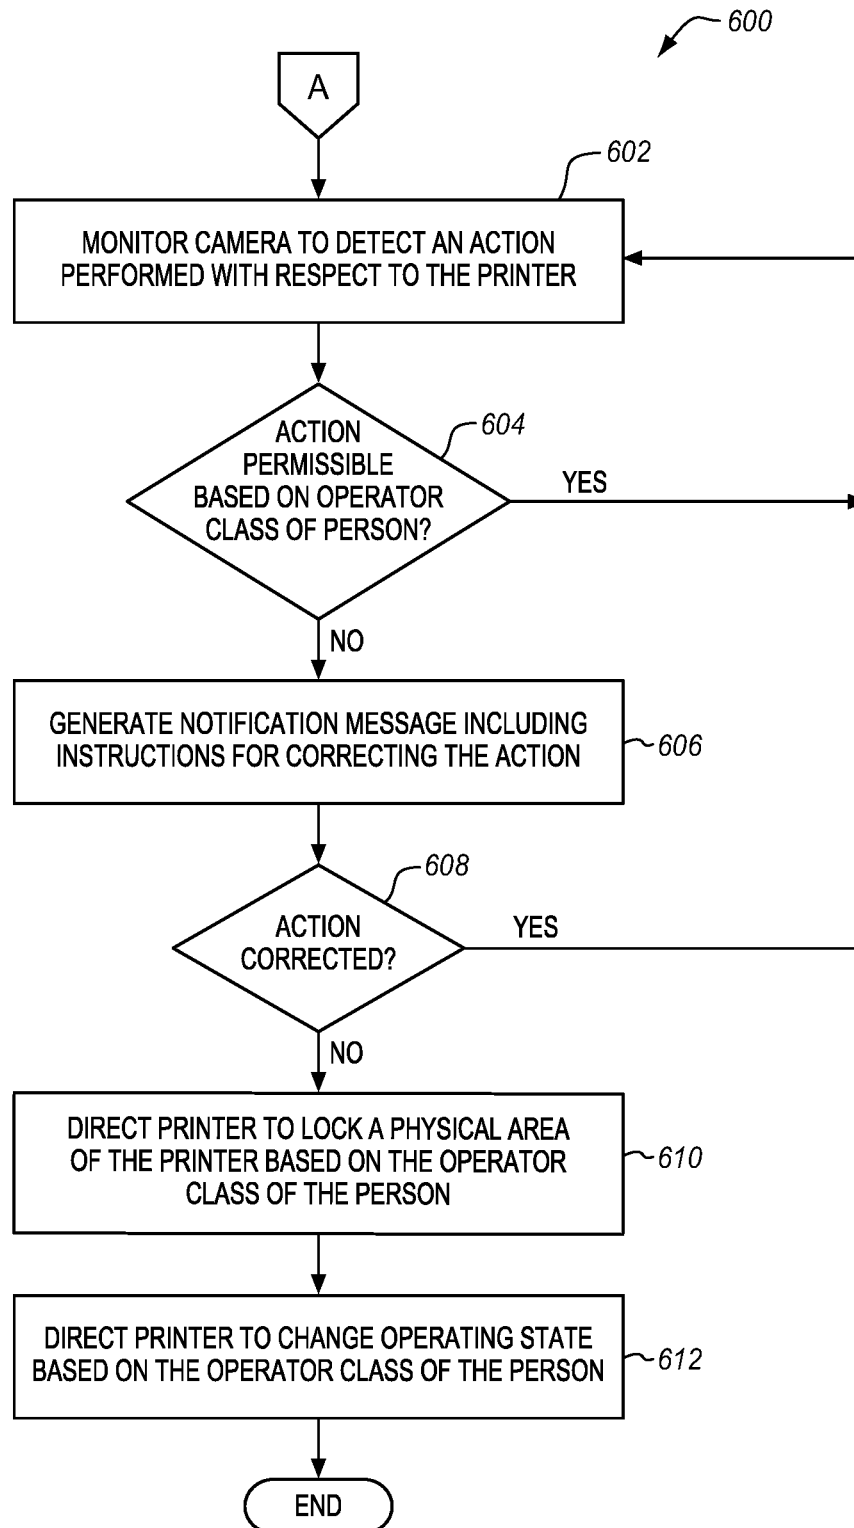 600
A
602
MONITOR CAMERA TO DETECT AN ACTION
PERFORMED WITH RESPECT TO THE PRINTER
604
ACTION
PERMISSIBLE
BASED ON OPERATOR
CLASS OF PERSON?
YES
NO
GENERATE NOTIFICATION MESSAGE INCLUDING
INSTRUCTIONS FOR CORRECTING THE ACTION
606
608
ACTION
CORRECTED?
YES
NO
DIRECT PRINTER TO LOCK A PHYSICAL AREA
OF THE PRINTER BASED ON THE OPERATOR
CLASS OF THE PERSON
610
DIRECT PRINTER TO CHANGE OPERATING STATE
BASED ON THE OPERATOR CLASS OF THE PERSON
612
END